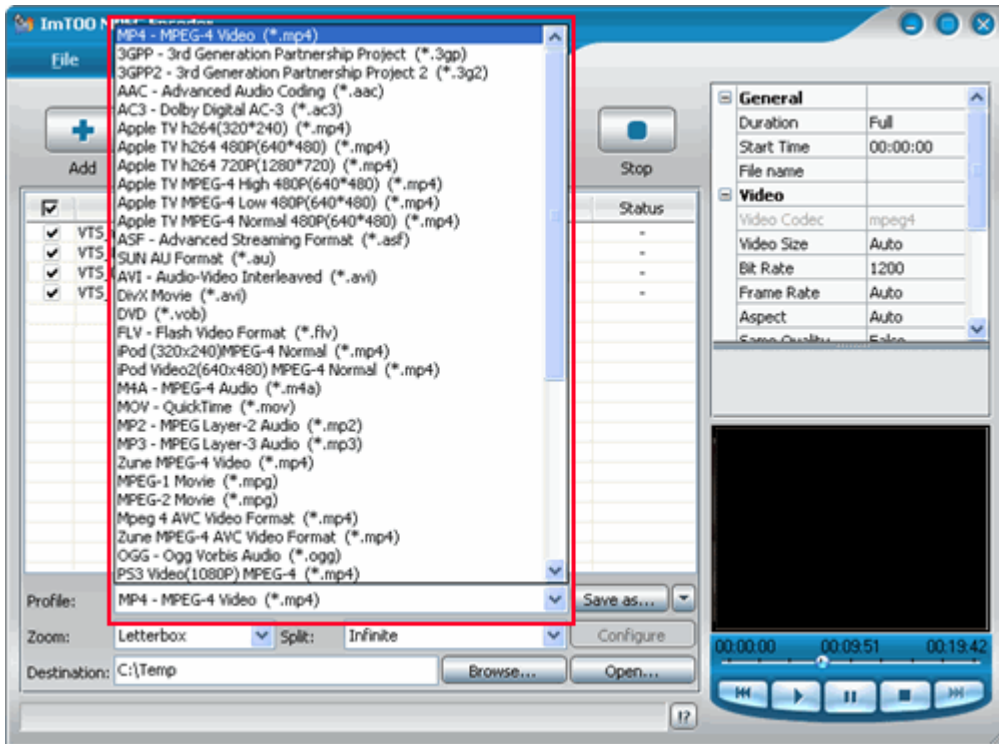 ImTOO MPEG Encoder
File
Add
Stop
Status
VTS_
VTS_
VTS_
VTS_
-
-
-
-
MP4 - MPEG-4 Video (*.mp4)
3GPP - 3rd Generation Partnership Project (*.3gp)
3GPP2 - 3rd Generation Partnership Project 2 (*.3g2)
AAC - Advanced Audio Coding (*.aac)
AC3 - Dolby Digital AC-3 (*.ac3)
Apple TV h264(320*240) (*.mp4)
Apple TV h264 480P(640*480) (*.mp4)
Apple TV h264 720P(1280*720) (*.mp4)
Apple TV MPEG-4 High 480P(640*480) (*.mp4)
Apple TV MPEG-4 Low 480P(640*480) (*.mp4)
Apple TV MPEG-4 Normal 480P(640*480) (*.mp4)
ASF - Advanced Streaming Format (*.asf)
SUN AU Format (*.au)
AVI - Audio-Video Interleaved (*.avi)
DivX Movie (*.avi)
DVD (*.vob)
FLV - Flash Video Format (*.flv)
iPod (320x240)MPEG-4 Normal (*.mp4)
iPod Video2(640x480) MPEG-4 Normal (*.mp4)
M4A - MPEG-4 Audio (*.m4a)
MOV - QuickTime (*.mov)
MP2 - MPEG Layer-2 Audio (*.mp2)
MP3 - MPEG Layer-3 Audio (*.mp3)
Zune MPEG-4 Video (*.mp4)
MPEG-1 Movie (*.mpg)
MPEG-2 Movie (*.mpg)
Mpeg 4 AVC Video Format (*.mp4)
Zune MPEG-4 AVC Video Format (*.mp4)
OGG - Ogg Vorbis Audio (*.ogg)
PS3 Video(1080P) MPEG-4 (*.mp4)
Profile: MP4 - MPEG-4 Video (*.mp4) Save as...
Zoom: Letterbox Split: Infinite Configure
Destination: C:\Temp Browse... Open...
!?
General
Duration Full
Start Time 00:00:00
File name
Video
Video Codec mpeg4
Video Size Auto
Bit Rate 1200
Frame Rate Auto
Aspect Auto
Same Quality False
00:00:00 00:09:51 00:19:42